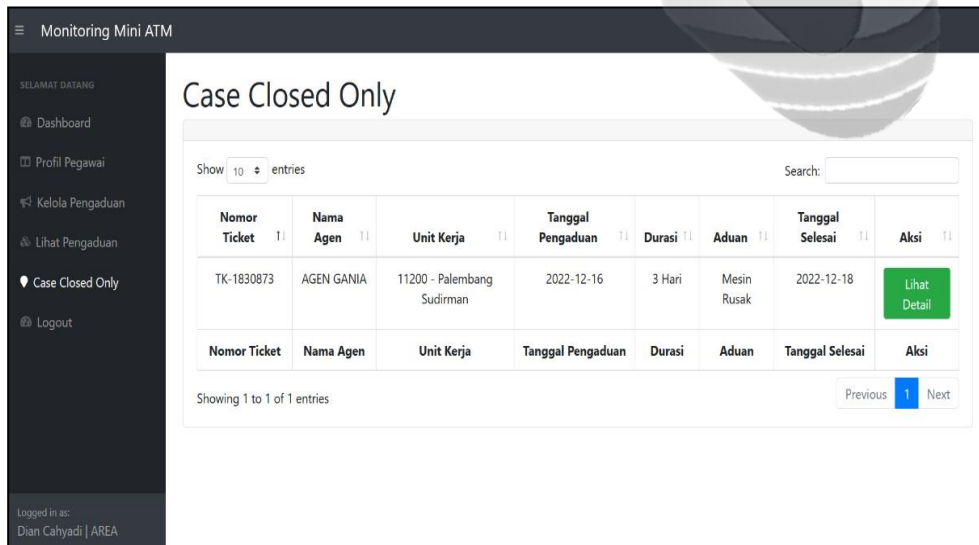 Monitoring Mini ATM
SELAMAT DATANG
Dashboard
Profil Pegawai
Kelola Pengaduan
Lihat Pengaduan
Case Closed Only
Logout
Logged in as:
Dian Cahyadi | AREA
Case Closed Only
Show 10 entries
Search:
Nomor Ticket Nama Agen Unit Kerja Tanggal Pengaduan Durasi Aduan Tanggal Selesai Aksi
TK-1830873 AGEN GANIA 11200 - Palembang Sudirman 2022-12-16 3 Hari Mesin Rusak 2022-12-18 Lihat Detail
Nomor Ticket Nama Agen Unit Kerja Tanggal Pengaduan Durasi Aduan Tanggal Selesai Aksi
Showing 1 to 1 of 1 entries
Previous 1 Next